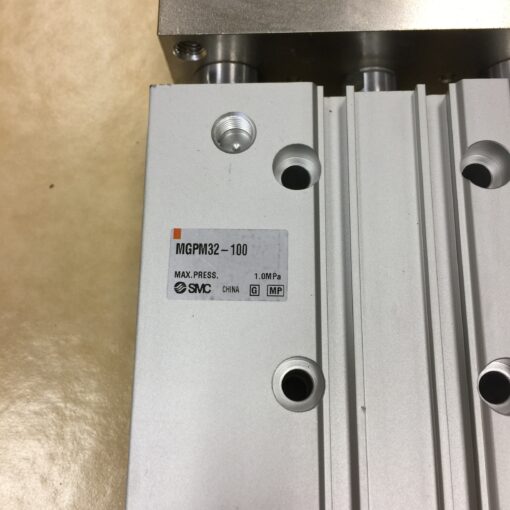 MGPM32-100
MAX.PRESS. 1.0MPa
SMC CHINA G MP